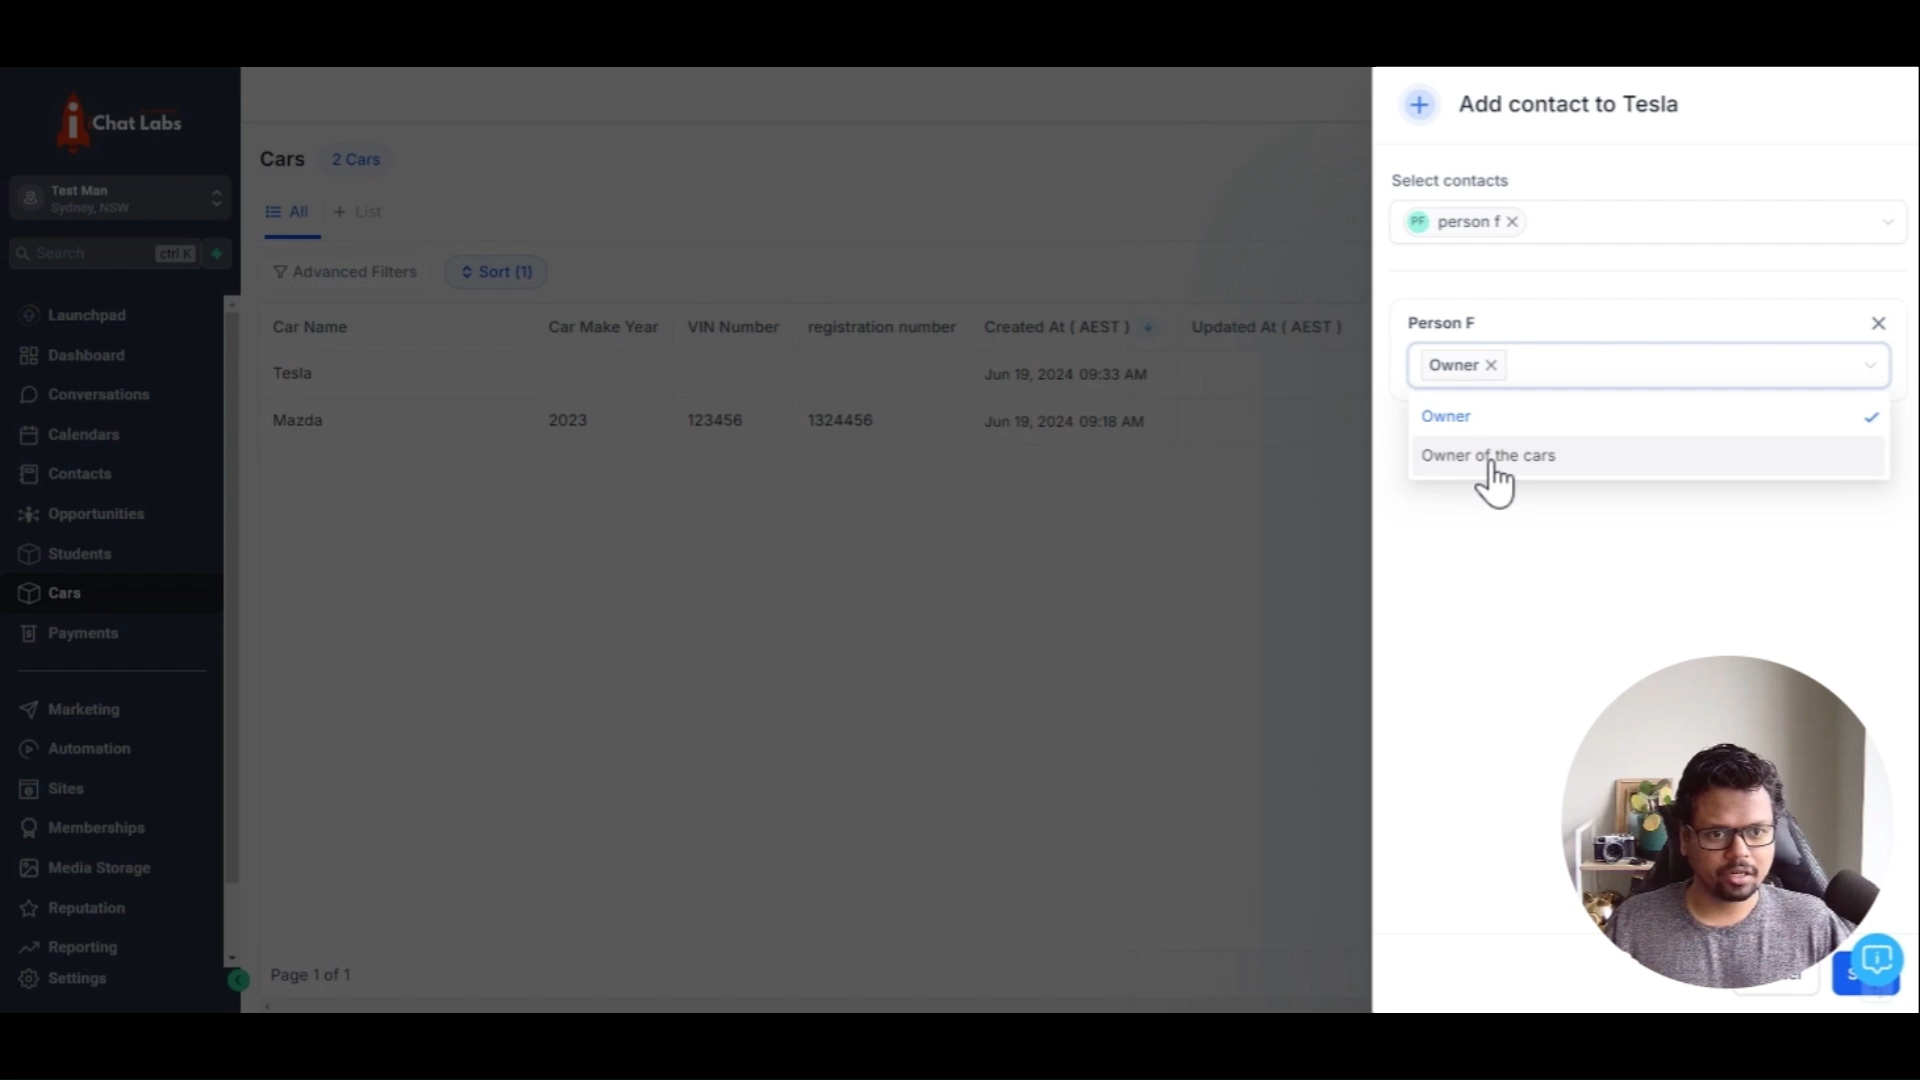 Chat Labs
Test Man
Sydney, NSW
Search ctrl K
Launchpad
Dashboard
Conversations
Calendars
Contacts
Opportunities
Students
Cars
Payments
Marketing
Automation
Sites
Memberships
Media Storage
Reputation
Reporting
Settings
Cars 2 Cars
All + List
Advanced Filters Sort (1)
Car Name Car Make Year VIN Number registration number Created At ( AEST ) Updated At ( AEST )
Tesla Jun 19, 2024 09:33 AM
Mazda 2023 123456 1324456 Jun 19, 2024 09:18 AM
Page 1 of 1
Add contact to Tesla
Select contacts
PF person f
Person F
Owner
Owner
Owner of the cars